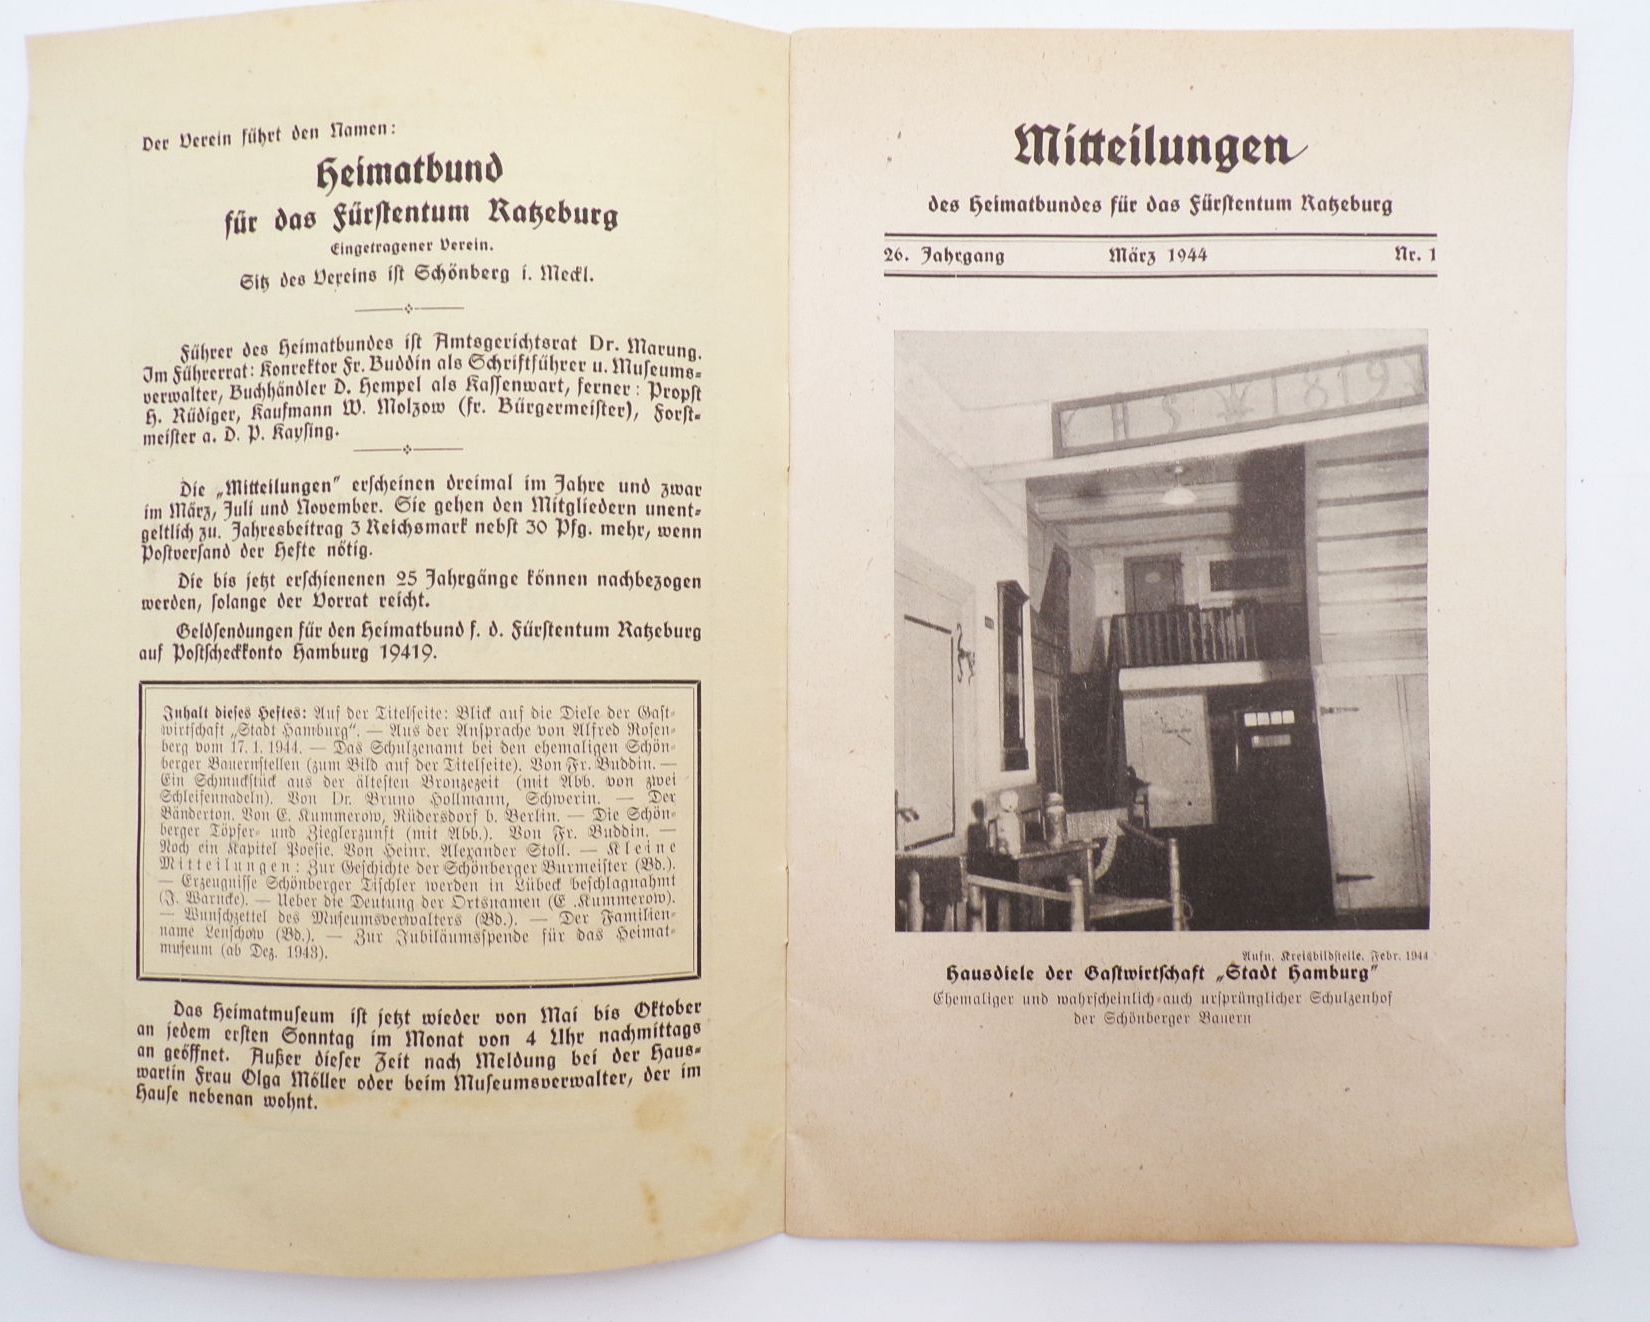 Der Verein führt den Namen:
Heimatbund
für das Fürstentum Ratzeburg
Eingetragener Verein.
Sitz des Vereins ist Schönberg i. Meckl.
Führer des Heimatbundes ist Amtsgerichtsrat Dr. Marung.
Im Führerrat: Konrektor Fr. Buddin als Schriftführer u. Museums-
verwalter, Buchhändler D. Hempel als Kassenwart, ferner: Propst
H. Rüdiger, Kaufmann W. Molzow (fr. Bürgermeister), Forst-
meister a. D. P. Kaysing.
Die „Mitteilungen" erscheinen dreimal im Jahre und zwar
im März, Juli und November. Sie gehen den Mitgliedern unent-
geltlich zu. Jahresbeitrag 3 Reichsmark nebst 30 Pfg. mehr, wenn
Postversand der Hefte nötig.
Die bis jetzt erschienenen 25 Jahrgänge können nachbezogen
werden, solange der Vorrat reicht.
Geldsendungen für den Heimatbund f. d. Fürstentum Ratzeburg
auf Postscheckkonto Hamburg 19419.
Inhalt dieses Heftes: Auf der Titelseite: Blick auf die Diele der Gast-
wirtschaft „Stadt Hamburg". — Aus der Ansprache von Alfred Rosen-
berg vom 17. 1. 1944. — Das Schulzenamt bei den ehemaligen Schön-
berger Bauernstellen (zum Bild auf der Titelseite). Von Fr. Buddin. —
Ein Schmuckstück aus der ältesten Bronzezeit (mit Abb. von zwei
Schleifennadeln). Von Dr. Bruno Hollmann, Schwerin. — Der
Bänderton. Von E. Kummerow, Rüdersdorf b. Berlin. — Die Schön-
berger Töpfer- und Zieglerzunft (mit Abb.). Von Fr. Buddin. —
Noch ein Kapitel Poesie. Von Heinr. Alexander Stoll. — Kleine
Mitteilungen: Zur Geschichte der Schönberger Burmeister (Bd.).
— Erzeugnisse Schönberger Tischler werden in Lübeck beschlagnahmt
(J. Warncke). — Ueber die Deutung der Ortsnamen (E .Kummerow).
— Wunschzettel des Museumsverwalters (Bd.). — Der Familien-
name Lenschow (Bd.). — Zur Jubiläumsspende für das Heimat-
museum (ab Dez. 1943).
Das Heimatmuseum ist jetzt wieder von Mai bis Oktober
an jedem ersten Sonntag im Monat von 4 Uhr nachmittags
an geöffnet. Außer dieser Zeit nach Meldung bei der Haus-
wartin Frau Olga Möller oder beim Museumsverwalter, der im
Hause nebenan wohnt.
Mitteilungen
des Heimatbundes für das Fürstentum Ratzeburg
26. Jahrgang März 1944 Nr. 1
H S W 1819
Aufn. Kreisbildstelle. Febr. 1944
Hausdiele der Gastwirtschaft „Stadt Hamburg"
Ehemaliger und wahrscheinlich auch ursprünglicher Schulzenhof
der Schönberger Bauern